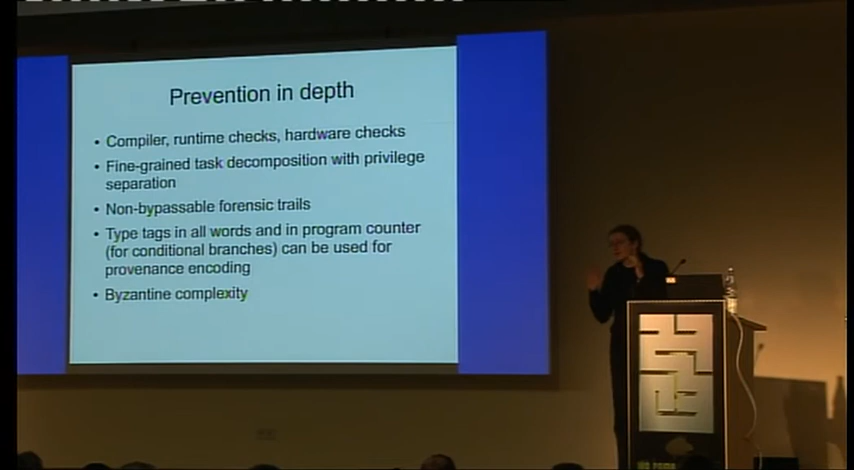 Prevention in depth
• Compiler, runtime checks, hardware checks
• Fine-grained task decomposition with privilege
separation
• Non-bypassable forensic trails
• Type tags in all words and in program counter
(for conditional branches) can be used for
provenance encoding
• Byzantine complexity